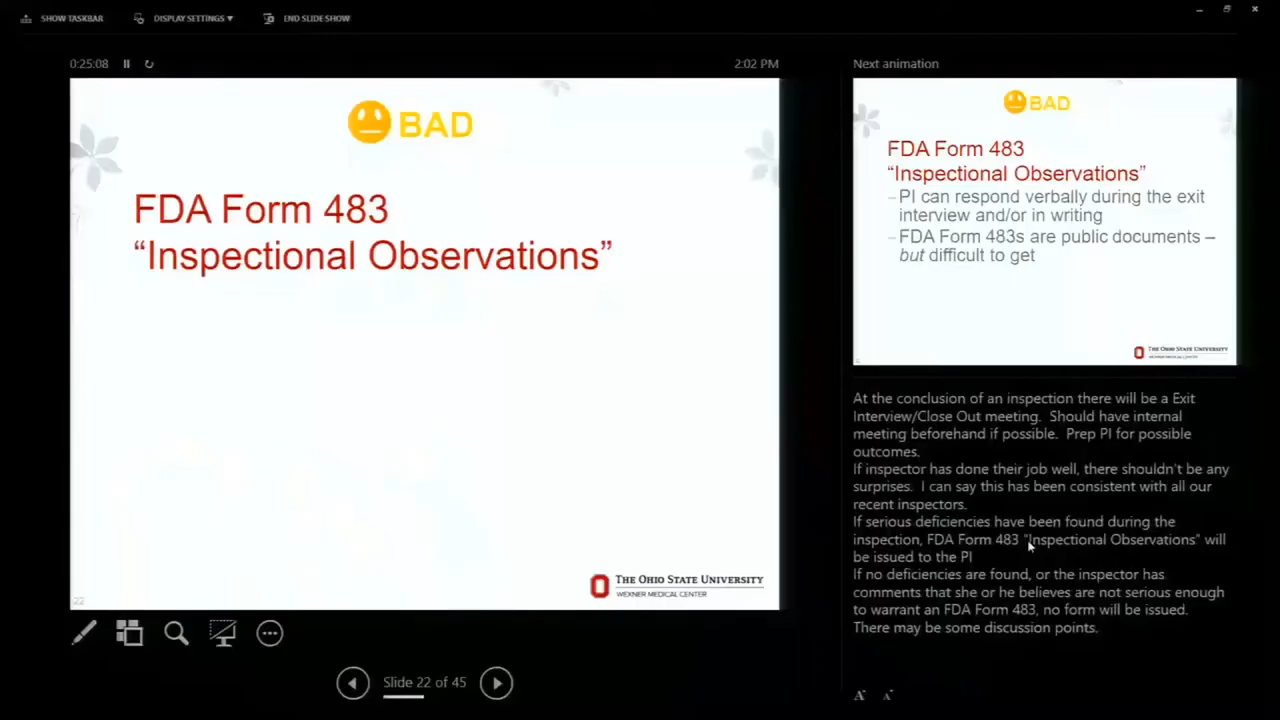 SHOW TASKBAR
DISPLAY SETTINGS ▼
END SLIDE SHOW
0:25:08
2:02 PM
BAD
FDA Form 483
“Inspectional Observations”
22
THE OHIO STATE UNIVERSITY
WEXNER MEDICAL CENTER
Slide 22 of 45
Next animation
BAD
FDA Form 483
“Inspectional Observations”
– PI can respond verbally during the exit
interview and/or in writing
– FDA Form 483s are public documents –
but difficult to get
THE OHIO STATE UNIVERSITY
WEXNER MEDICAL CENTER
At the conclusion of an inspection there will be a Exit
Interview/Close Out meeting. Should have internal
meeting beforehand if possible. Prep PI for possible
outcomes.
If inspector has done their job well, there shouldn't be any
surprises. I can say this has been consistent with all our
recent inspectors.
If serious deficiencies have been found during the
inspection, FDA Form 483 "Inspectional Observations" will
be issued to the PI
If no deficiencies are found, or the inspector has
comments that she or he believes are not serious enough
to warrant an FDA Form 483, no form will be issued.
There may be some discussion points.
A A